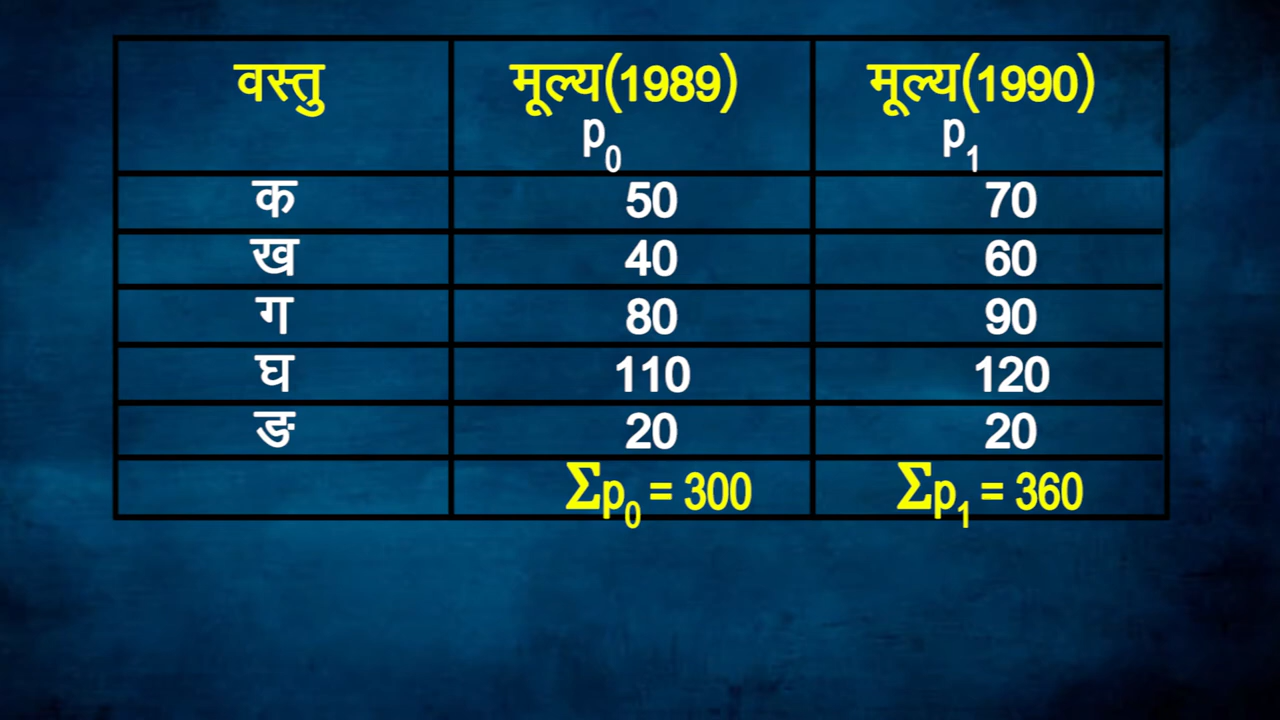 वस्तु मूल्य(1989) मूल्य(1990)
p₀ p₁
क 50 70
ख 40 60
ग 80 90
घ 110 120
ङ 20 20
Σp₀ = 300 Σp₁ = 360